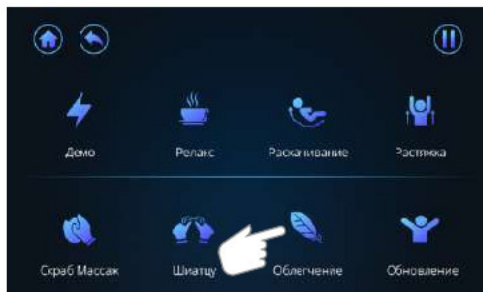 Демо
Релакс
Раскачивание
Растяжка
Скраб Массаж
Шиатцу
Облегчение
Обновление